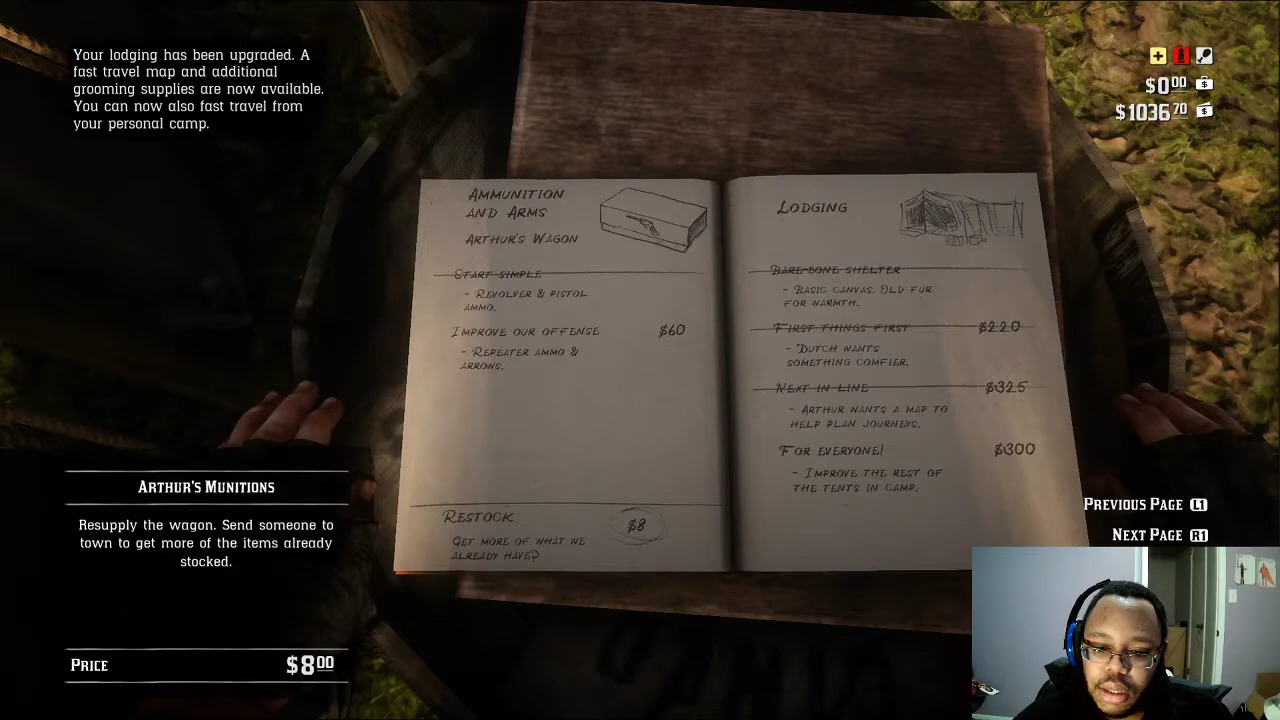 Your lodging has been upgraded. A
fast travel map and additional
grooming supplies are now available.
You can now also fast travel from
your personal camp.
$0.00
$1036.70
Ammunition
and Arms
Arthur's Wagon
Start simple
- Revolver & pistol
ammo.
Improve our offense $60
- Repeater ammo &
arrows.
Restock $8
Get more of what we
already have?
Lodging
Bare-bone shelter
- Basic canvas. Old fur
for warmth.
First things first $220
- Dutch wants
something comfier.
Next in line $325
- Arthur wants a map to
help plan journeys.
For everyone! $300
- Improve the rest of
the tents in camp.
Arthur's Munitions
Resupply the wagon. Send someone to
town to get more of the items already
stocked.
Price $8.00
Previous Page L1
Next Page R1